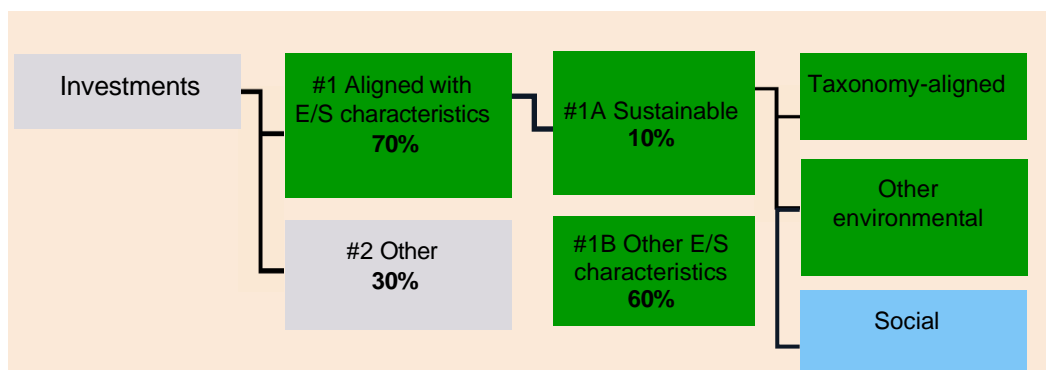 Investments
#1 Aligned with
E/S characteristics
70%
#2 Other
30%
#1A Sustainable
10%
#1B Other E/S
characteristics
60%
Taxonomy-aligned
Other
environmental
Social